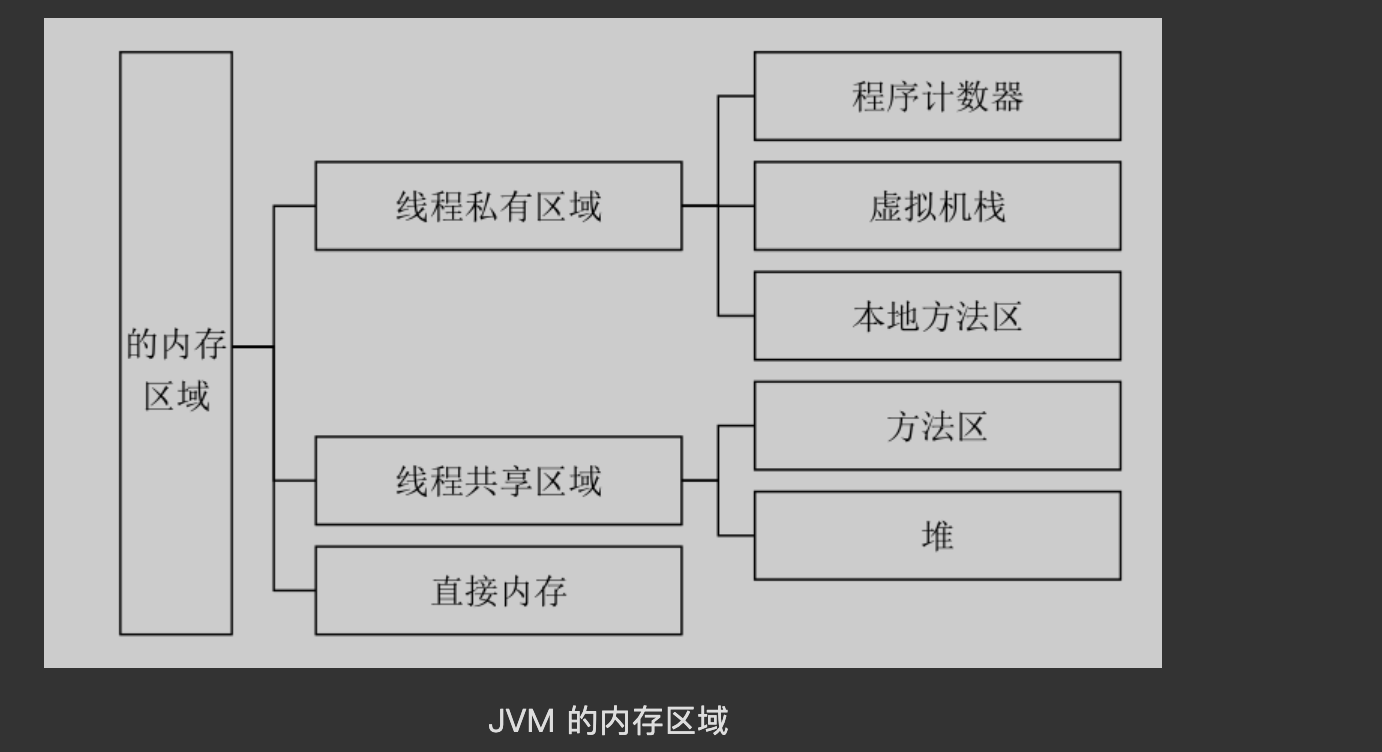 的内存
区域
线程私有区域
程序计数器
虚拟机栈
本地方法区
线程共享区域
方法区
堆
直接内存
JVM 的内存区域